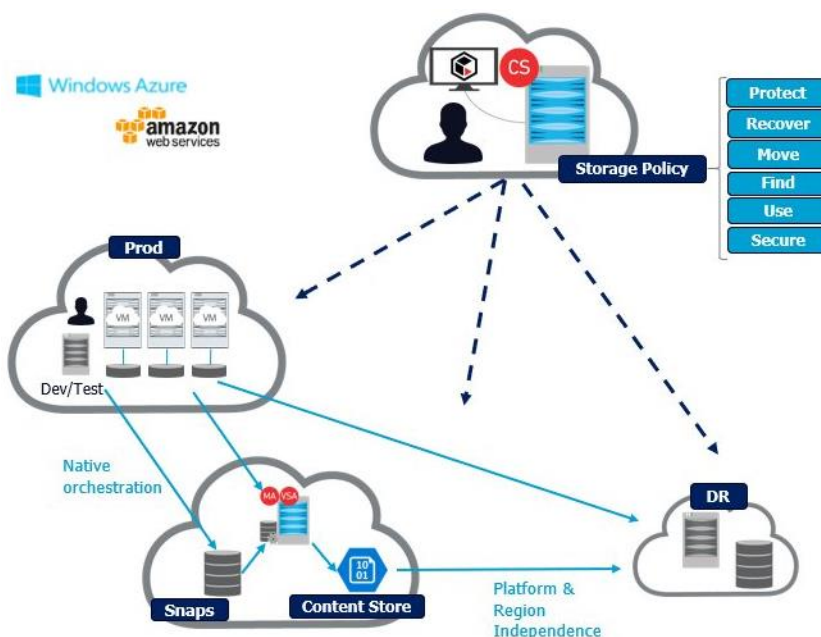 Windows Azure
amazon
web services
CS
Storage Policy
Protect
Recover
Move
Find
Use
Secure
Prod
VM
VM
VM
Dev/Test
Native
orchestration
MA
VSA
10
01
Snaps
Content Store
DR
Platform &
Region
Independence